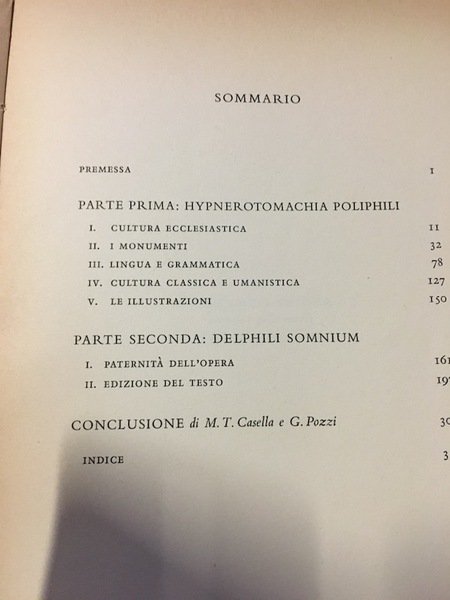 SOMMARIO
PREMESSA 1
PARTE PRIMA: HYPNEROTOMACHIA POLIPHILI
I. CULTURA ECCLESIASTICA 11
II. I MONUMENTI 32
III. LINGUA E GRAMMATICA 78
IV. CULTURA CLASSICA E UMANISTICA 127
V. LE ILLUSTRAZIONI 150
PARTE SECONDA: DELPHILI SOMNIUM
I. PATERNITÀ DELL'OPERA
II. EDIZIONE DEL TESTO
CONCLUSIONE di M. T. Casella e G. Pozzi
INDICE